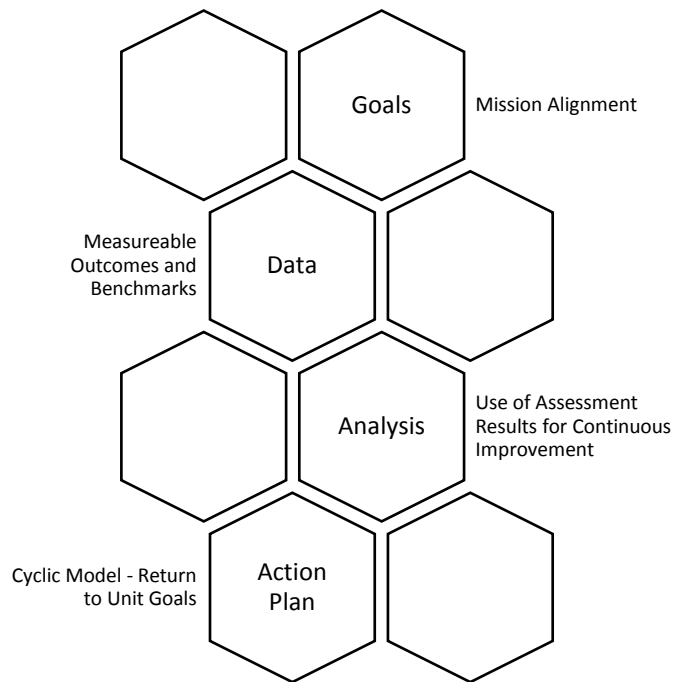 Goals
Mission Alignment
Measureable
Outcomes and
Benchmarks
Data
Analysis
Use of Assessment
Results for Continuous
Improvement
Cyclic Model - Return
to Unit Goals
Action
Plan